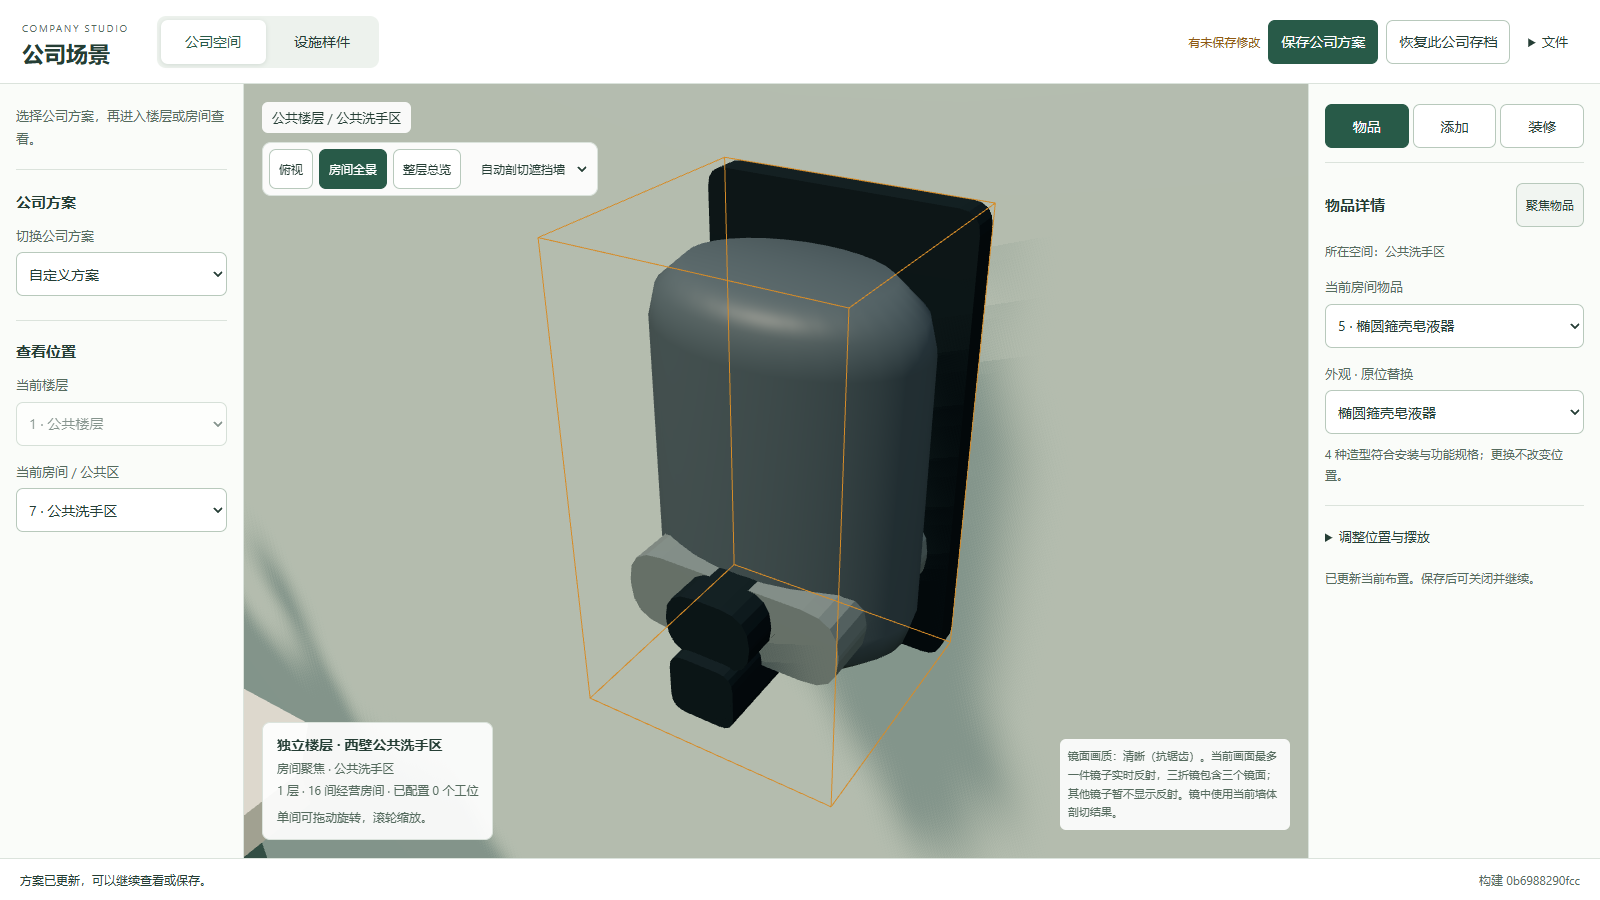 COMPANY STUDIO
公司场景
公司空间
设施样件
有未保存修改
保存公司方案
恢复此公司存档
▶ 文件
选择公司方案，再进入楼层或房间查
看。
公司方案
切换公司方案
自定义方案
查看位置
当前楼层
1 · 公共楼层
当前房间 / 公共区
7 · 公共洗手区
公共楼层 / 公共洗手区
俯视
房间全景
整层总览
自动剖切遮挡墙
独立楼层 · 西壁公共洗手区
房间聚焦 · 公共洗手区
1 层 · 16 间经营房间 · 已配置 0 个工位
单间可拖动旋转，滚轮缩放。
镜面画质：清晰（抗锯齿）。当前画面最多
一件镜子实时反射，三折镜包含三个镜面；
其他镜子暂不显示反射。镜中使用当前墙体
剖切结果。
物品
添加
装修
物品详情
聚焦物品
所在空间：公共洗手区
当前房间物品
5 · 椭圆箍壳皂液器
外观 · 原位替换
椭圆箍壳皂液器
4 种造型符合安装与功能规格；更换不改变位
置。
▶ 调整位置与摆放
已更新当前布置。保存后可关闭并继续。
方案已更新，可以继续查看或保存。
构建 0b6988290fcc